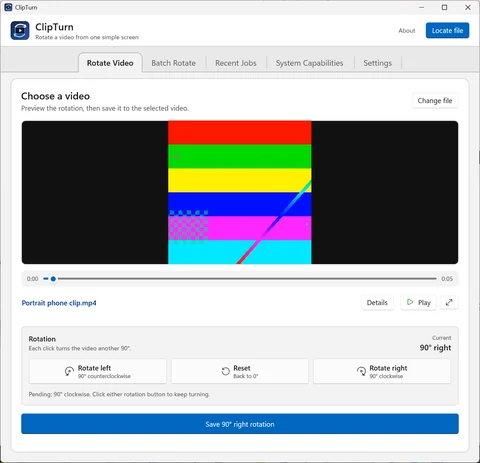 ClipTurn
ClipTurn
Rotate a video from one simple screen
About
Locate file
Rotate Video
Batch Rotate
Recent Jobs
System Capabilities
Settings
Choose a video
Preview the rotation, then save it to the selected video.
Change file
0:00
0:05
Portrait phone clip.mp4
Details
Play
Rotation
Each click turns the video another 90°.
Current
90° right
Rotate left
90° counterclockwise
Reset
Back to 0°
Rotate right
90° clockwise
Pending: 90° clockwise. Click either rotation button to keep turning.
Save 90° right rotation